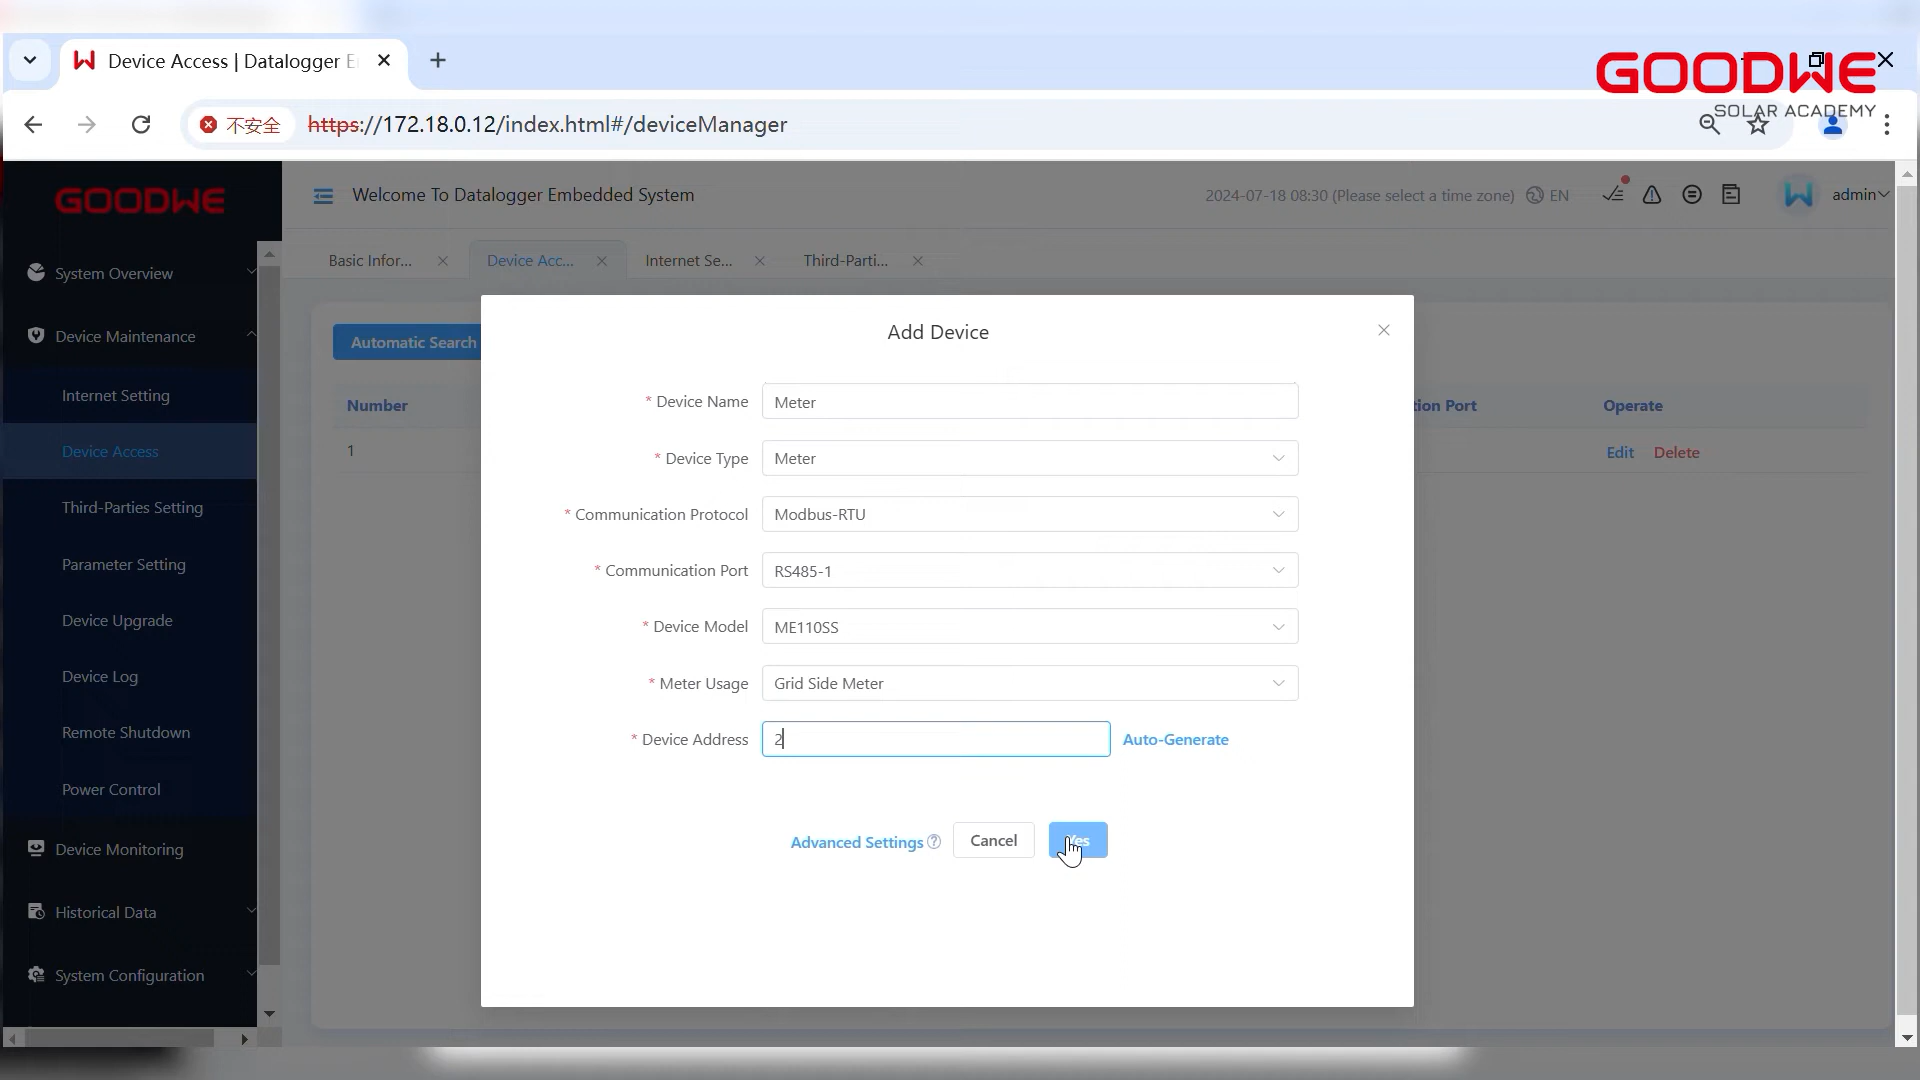 Device Access | Datalogger E
GOODWE
SOLAR ACADEMY
不安全
https://172.18.0.12/index.html#/deviceManager
GOODWE
Welcome To Datalogger Embedded System
2024-07-18 08:30 (Please select a time zone)
EN
admin
System Overview
Device Maintenance
Internet Setting
Device Access
Third-Parties Setting
Parameter Setting
Device Upgrade
Device Log
Remote Shutdown
Power Control
Device Monitoring
Historical Data
System Configuration
Basic Infor...
Device Acc...
Internet Se...
Third-Parti...
Automatic Search
Number
tion Port
Operate
1
Edit Delete
Add Device
* Device Name Meter
* Device Type Meter
* Communication Protocol Modbus-RTU
* Communication Port RS485-1
* Device Model ME110SS
* Meter Usage Grid Side Meter
* Device Address 2 Auto-Generate
Advanced Settings ? Cancel Yes